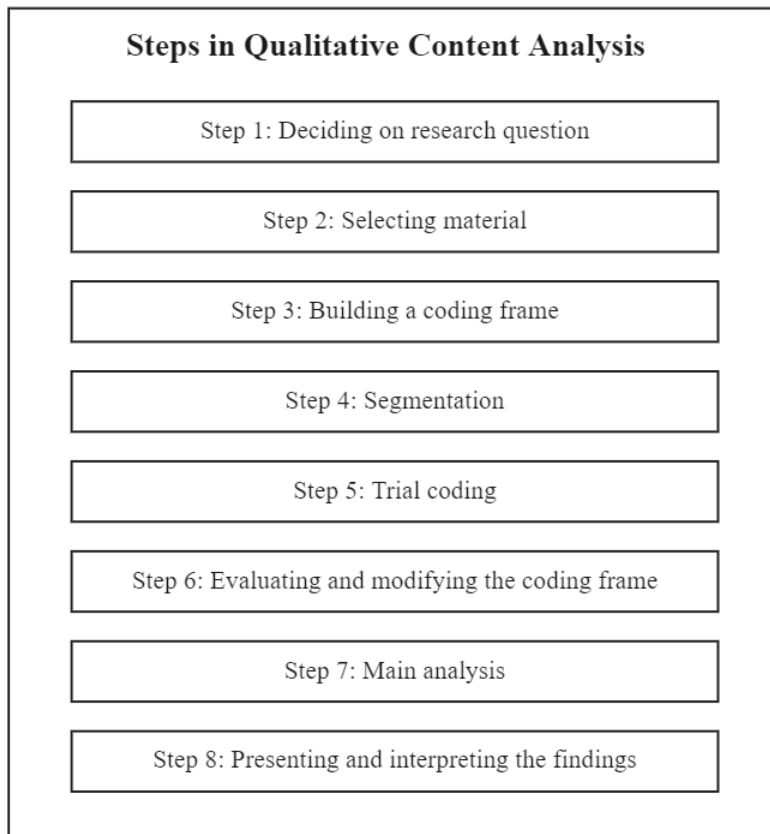 Steps in Qualitative Content Analysis
Step 1: Deciding on research question
Step 2: Selecting material
Step 3: Building a coding frame
Step 4: Segmentation
Step 5: Trial coding
Step 6: Evaluating and modifying the coding frame
Step 7: Main analysis
Step 8: Presenting and interpreting the findings